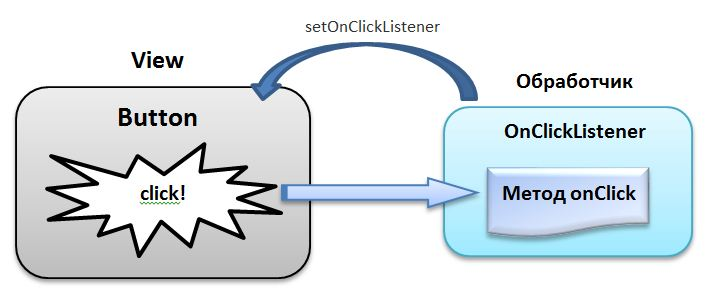 setOnClickListener
View
Обработчик
Button
OnClickListener
click!
Метод onClick